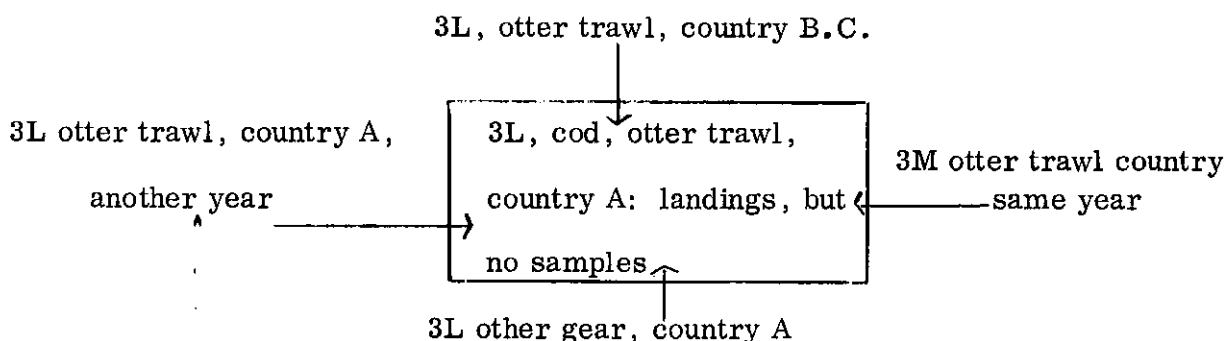 3L, otter trawl, country B.C.
3L otter trawl, country A,
another year
3L, cod, otter trawl,
country A: landings, but
no samples
3M otter trawl country
same year
3L other gear, country A